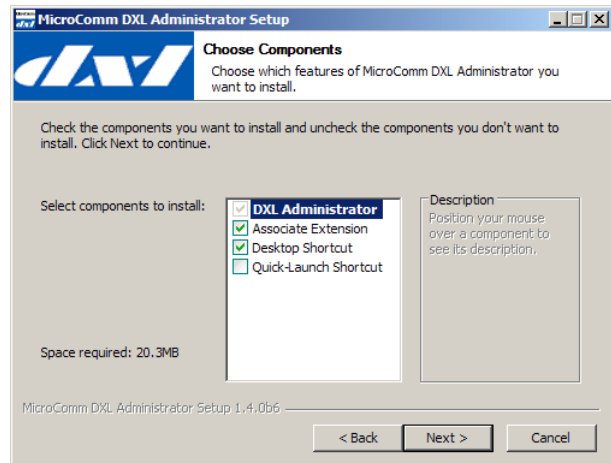 MicroComm DXL Administrator Setup
dxl
Choose Components
Choose which features of MicroComm DXL Administrator you
want to install.
Check the components you want to install and uncheck the components you don't want to
install. Click Next to continue.
Select components to install:
DXL Administrator
Associate Extension
Desktop Shortcut
Quick-Launch Shortcut
Description
Position your mouse
over a component to
see its description.
Space required: 20.3MB
MicroComm DXL Administrator Setup 1.4.0b6
< Back
Next >
Cancel